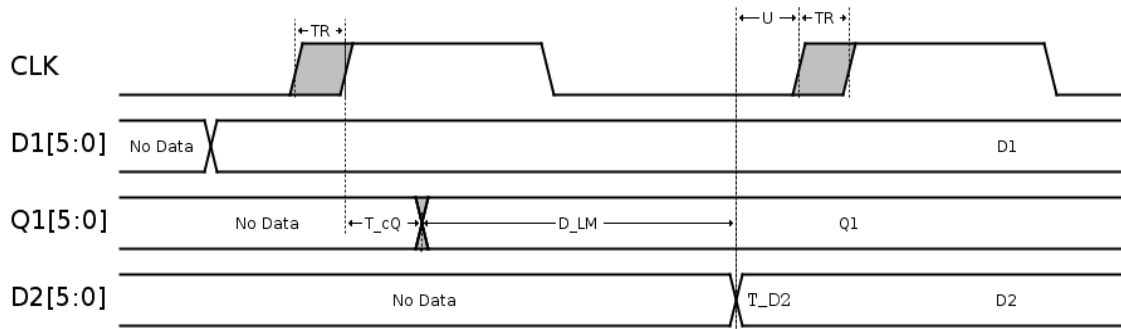 TR U TR
CLK
D1[5:0] No Data D1
Q1[5:0] No Data T_cQ D_LM Q1
D2[5:0] No Data T_D2 D2